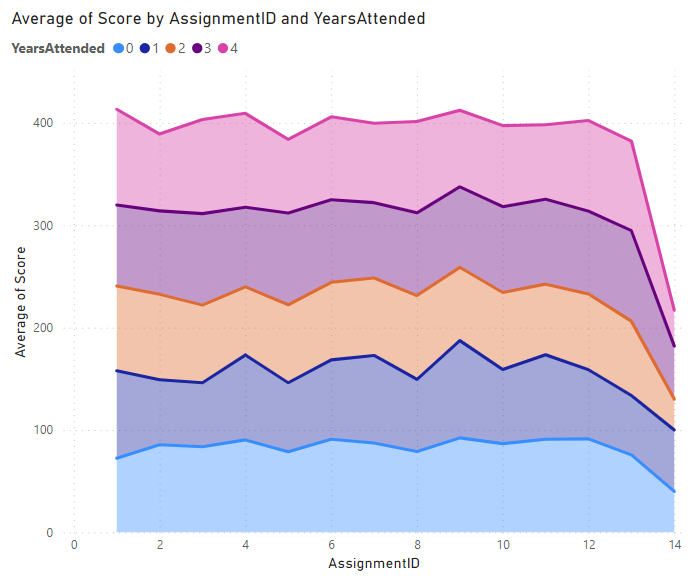 Average of Score by AssignmentID and YearsAttended
YearsAttended 0 1 2 3 4
400
300
200
100
0
Average of Score
0 2 4 6 8 10 12 14
AssignmentID